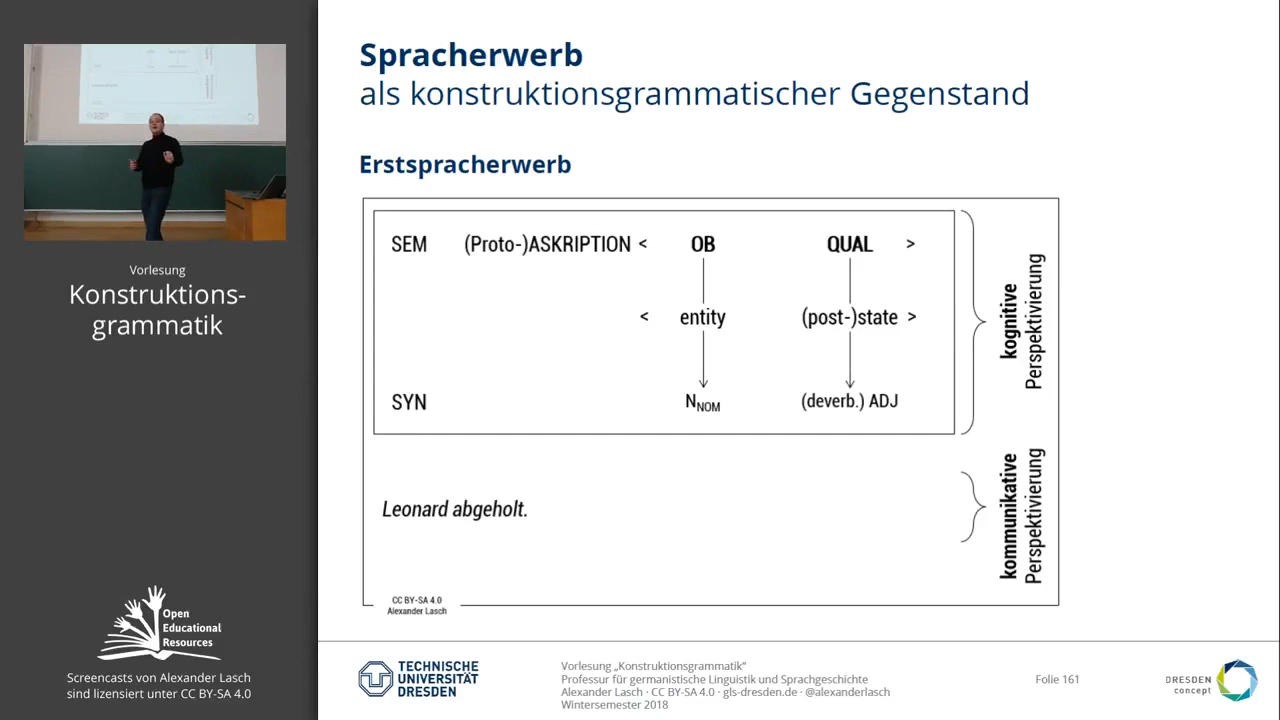 Spracherwerb
als konstruktionsgrammatischer Gegenstand
Erstspracherwerb
SEM (Proto-)ASKRIPTION < OB QUAL >
< entity (post-)state >
SYN N_NOM (deverb.) ADJ
kognitive
Perspektivierung
Leonard abgeholt.
kommunikative
Perspektivierung
CC BY-SA 4.0
Alexander Lasch
Vorlesung
Konstruktions-
grammatik
Open
Educational
Resources
Screencasts von Alexander Lasch
sind lizensiert unter CC BY-SA 4.0
TECHNISCHE
UNIVERSITÄT
DRESDEN
Vorlesung „Konstruktionsgrammatik“
Professur für germanistische Linguistik und Sprachgeschichte
Alexander Lasch · CC BY-SA 4.0 · gls-dresden.de · @alexanderlasch
Wintersemester 2018
Folie 161
DRESDEN
concept